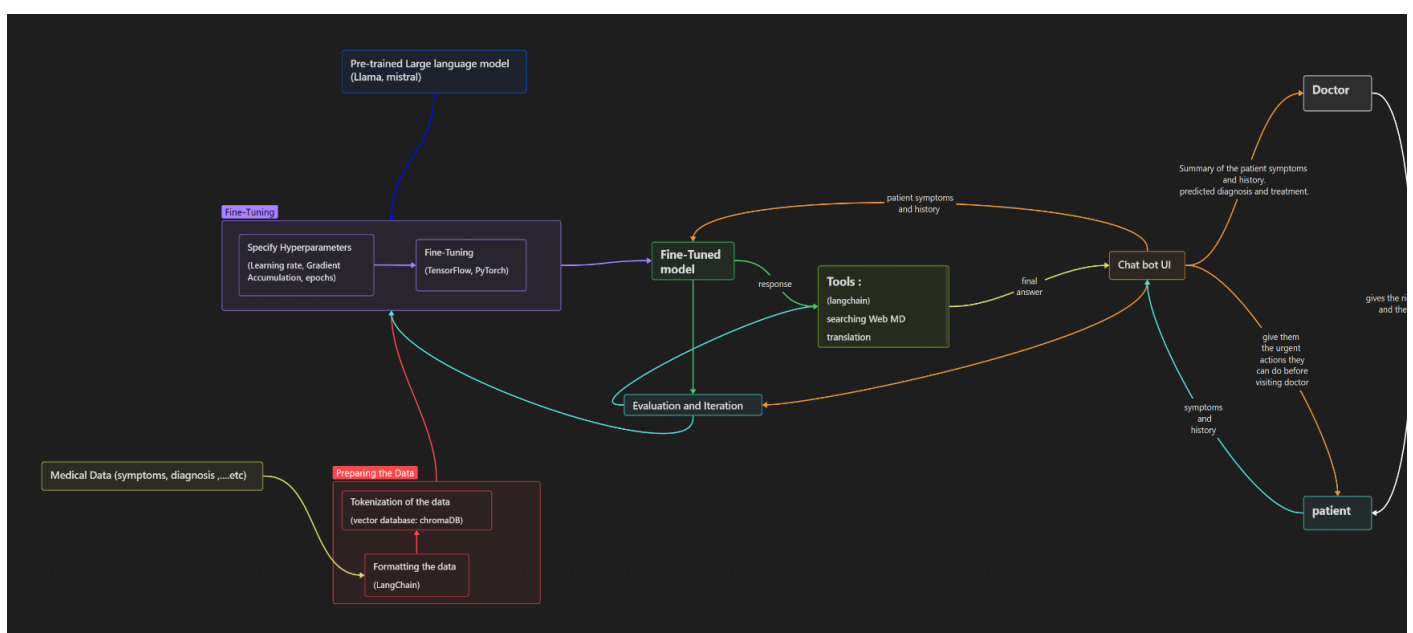 Pre-trained Large language model
(Llama, mistral)
Doctor
Summary of the patient symptoms
and history.
predicted diagnosis and treatment.
patient symptoms
and history
Fine-Tuning
Specify Hyperparameters
(Learning rate, Gradient
Accumulation, epochs)
Fine-Tuning
(TensorFlow, PyTorch)
Fine-Tuned
model
response
Tools :
(langchain)
searching Web MD
translation
final
answer
Chat bot UI
gives the
and the
give them
the urgent
actions they
can do before
visiting doctor
Evaluation and Iteration
symptoms
and
history
Medical Data (symptoms, diagnosis ,....etc)
Preparing the Data
Tokenization of the data
(vector database: chromaDB)
Formatting the data
(LangChain)
patient